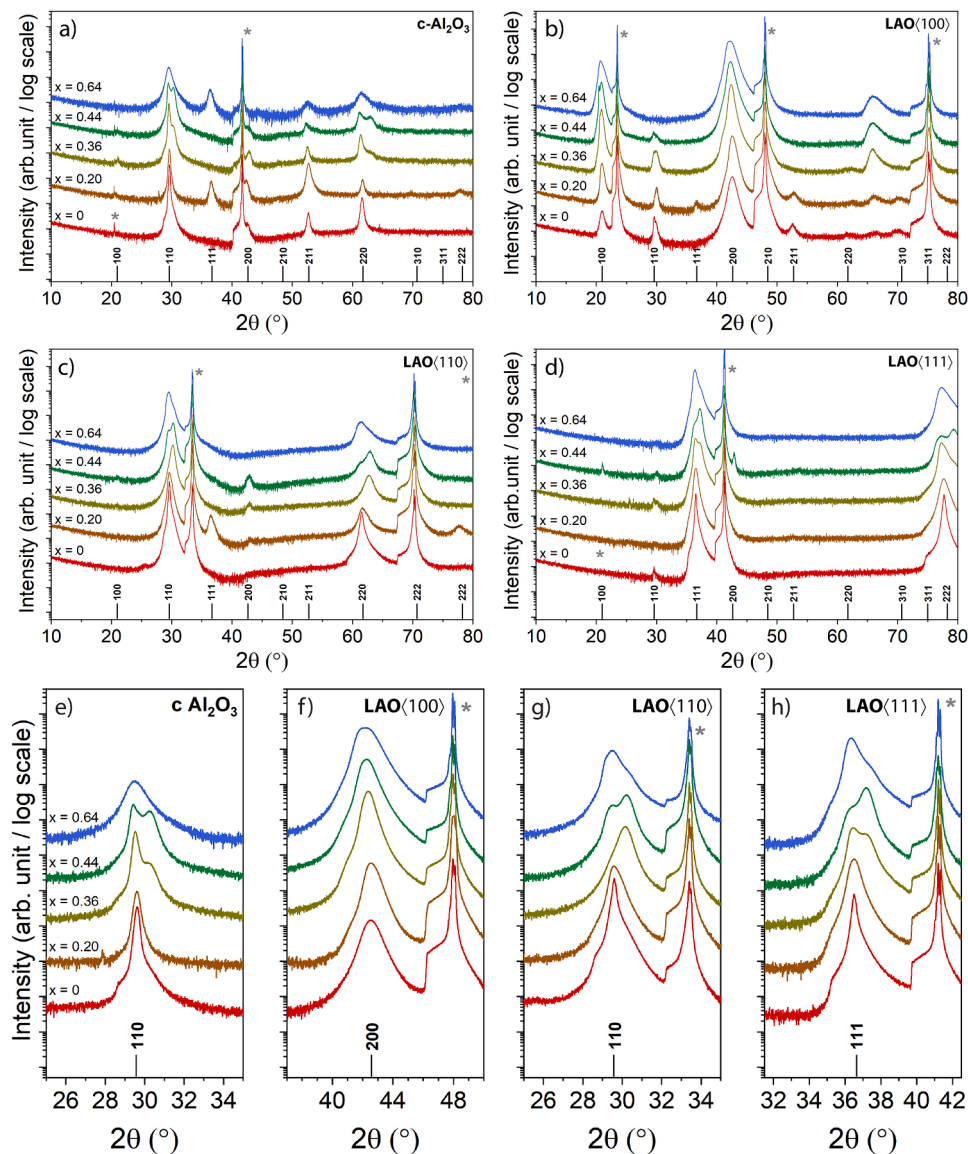 a)
c-Al₂O₃
*
x = 0.64
x = 0.44
x = 0.36
x = 0.20
x = 0
*
100
110
111
200
210
211
220
310
311
222
10 20 30 40 50 60 70 80
2θ (°)
Intensity (arb.unit / log scale)
b)
LAO⟨100⟩
*
*
*
x = 0.64
x = 0.44
x = 0.36
x = 0.20
x = 0
100
110
111
200
210
211
220
310
311
222
10 20 30 40 50 60 70 80
2θ (°)
Intensity (arb.unit / log scale)
c)
LAO⟨110⟩
*
*
x = 0.64
x = 0.44
x = 0.36
x = 0.20
x = 0
100
110
111
200
210
211
220
222
222
10 20 30 40 50 60 70 80
2θ (°)
Intensity (arb. unit / log scale)
d)
LAO⟨111⟩
*
x = 0.64
x = 0.44
x = 0.36
x = 0.20
x = 0
*
100
110
111
200
210
211
220
310
311
222
10 20 30 40 50 60 70 80
2θ (°)
Intensity (arb. unit / log scale)
e)
c Al₂O₃
x = 0.64
x = 0.44
x = 0.36
x = 0.20
x = 0
110
26 28 30 32 34
2θ (°)
Intensity (arb. unit / log scale)
f)
LAO⟨100⟩
*
200
40 44 48
2θ (°)
g)
LAO⟨110⟩
*
110
26 28 30 32 34
2θ (°)
h)
LAO⟨111⟩
*
111
32 34 36 38 40 42
2θ (°)